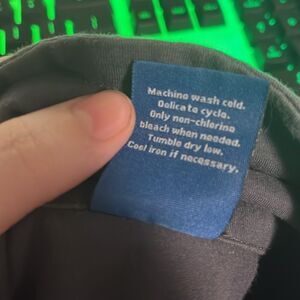 Machine wash cold.
Delicate cycle.
Only non-chlorine
bleach when needed.
Tumble dry low.
Cool iron if necessary.